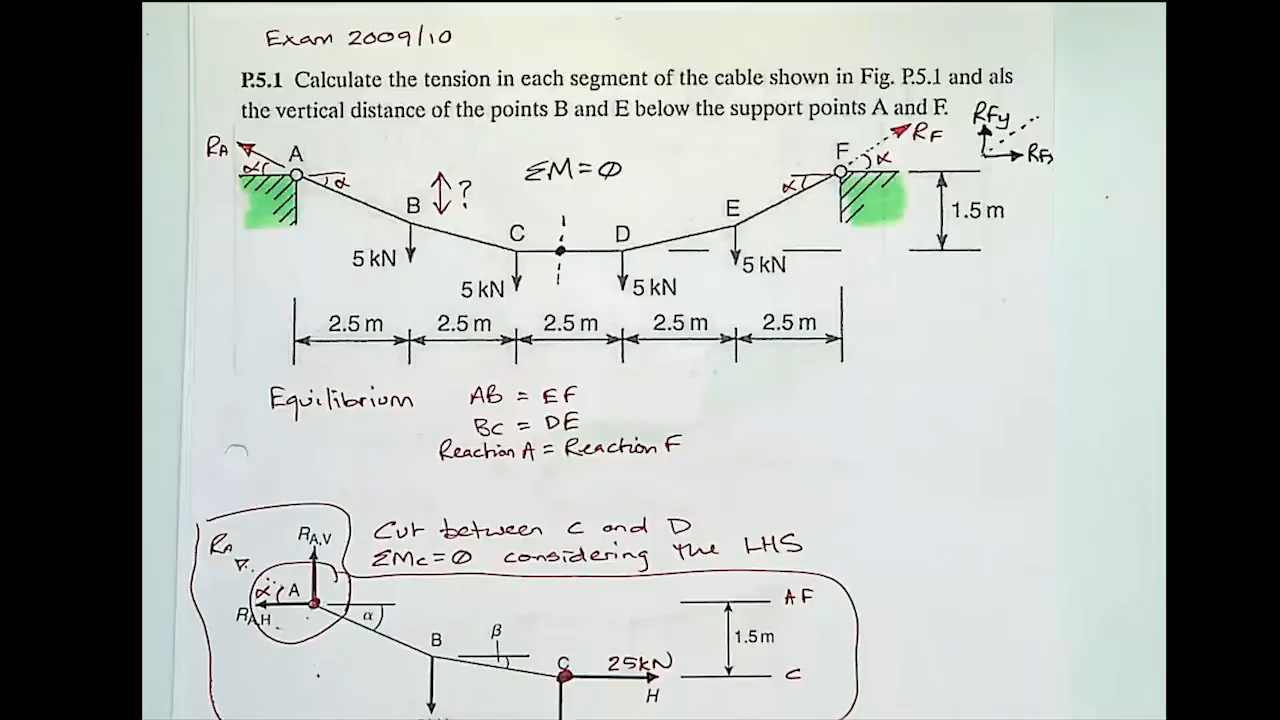 Exam 2009/10
P.5.1 Calculate the tension in each segment of the cable shown in Fig. P.5.1 and als
the vertical distance of the points B and E below the support points A and F.
RFy
RA
A
F
α
RF
RF
α
α
α
ΣM=0
B
?
E
1.5 m
C
D
5 kN
5 kN
5 kN
5 kN
2.5 m 2.5 m 2.5 m 2.5 m 2.5 m
Equilibrium
AB = EF
BC = DE
Reaction A = Reaction F
Cut between C and D
ΣMc=0 considering the LHS
RA
RA,V
α A
RA,H
α
B
β
C
25kN
H
AF
1.5 m
C